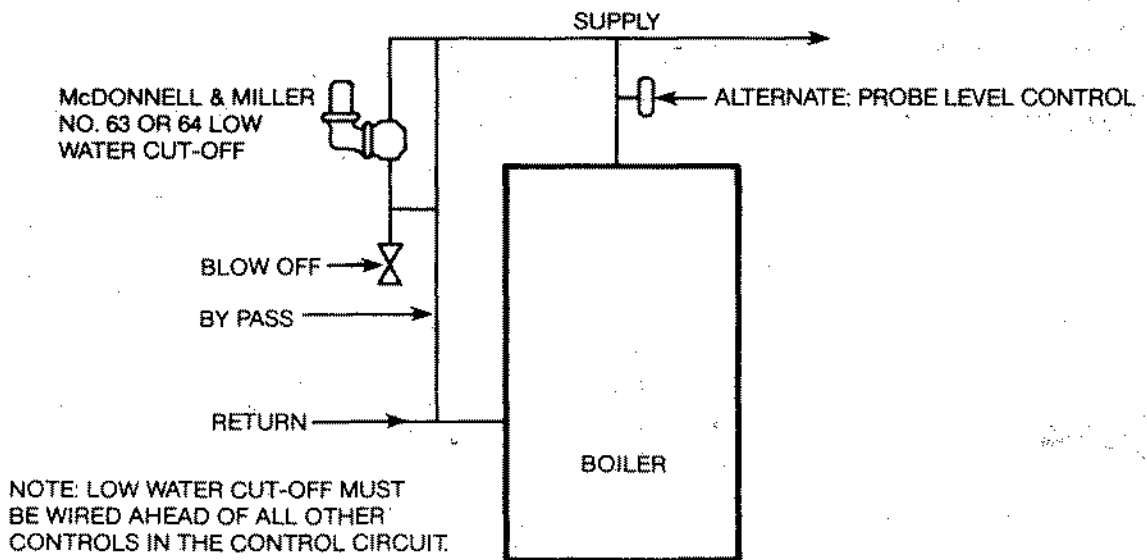 SUPPLY
McDONNELL & MILLER
NO. 63 OR 64 LOW
WATER CUT-OFF
ALTERNATE: PROBE LEVEL CONTROL
BLOW OFF
BY PASS
RETURN
BOILER
NOTE: LOW WATER CUT-OFF MUST
BE WIRED AHEAD OF ALL OTHER
CONTROLS IN THE CONTROL CIRCUIT.